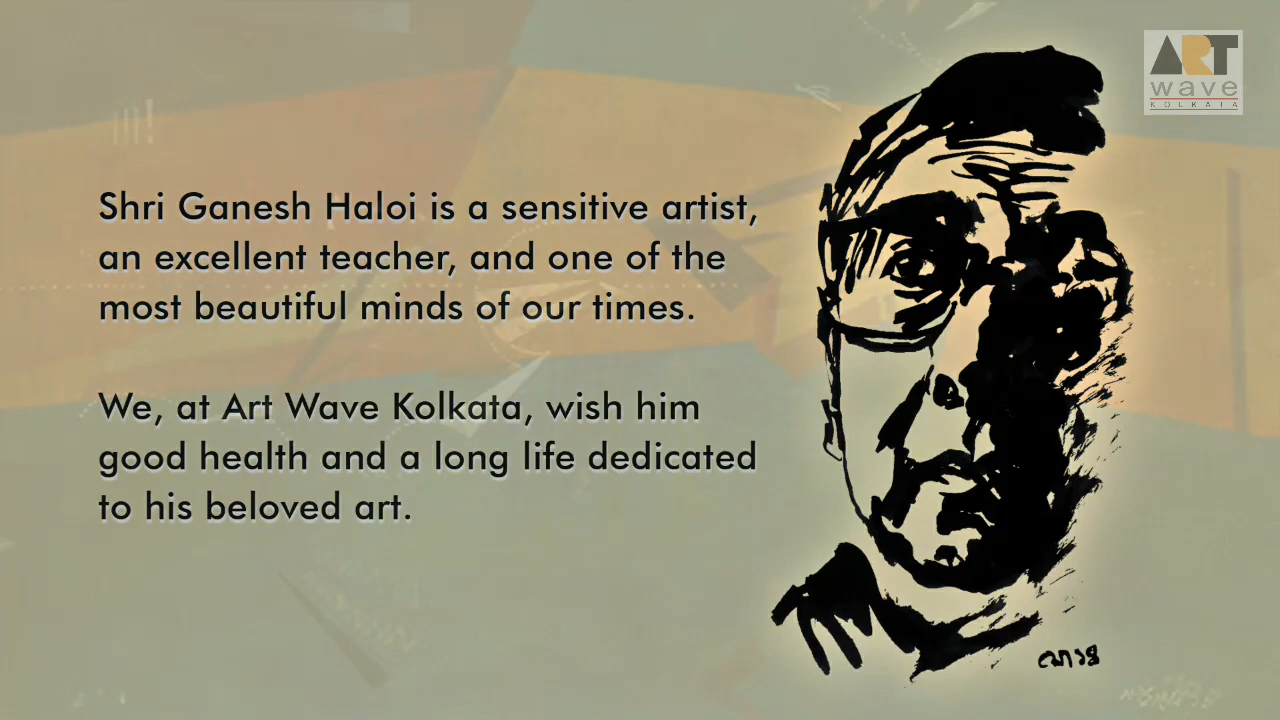 ART
wave
KOLKATA
Shri Ganesh Haloi is a sensitive artist,
an excellent teacher, and one of the
most beautiful minds of our times.
We, at Art Wave Kolkata, wish him
good health and a long life dedicated
to his beloved art.